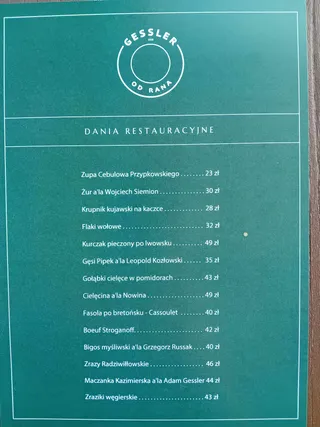 GESSLER
OD RANA
DANIA RESTAURACYJNE
Zupa Cebulowa Przypkowskiego ........ 23 zł
Żur a'la Wojciech Siemion ............. 30 zł
Krupnik kujawski na kaczce ............ 28 zł
Flaki wołowe ........................... 32 zł
Kurczak pieczony po lwowsku ......... 49 zł
Gęsi Pipek a'la Leopold Kozłowski ..... 35 zł
Gołąbki cielęce w pomidorach ......... 43 zł
Cielęcina a'la Nowina .................. 49 zł
Fasola po bretońsku - Cassoulet ....... 40 zł
Boeuf Stroganoff........................ 42 zł
Bigos myśliwski a'la Grzegorz Russak .... 40 zł
Zrazy Radziwiłłowskie ................... 46 zł
Maczanka Kazimierska a'la Adam Gessler 44 zł
Zraziki węgierskie ...................... 43 zł